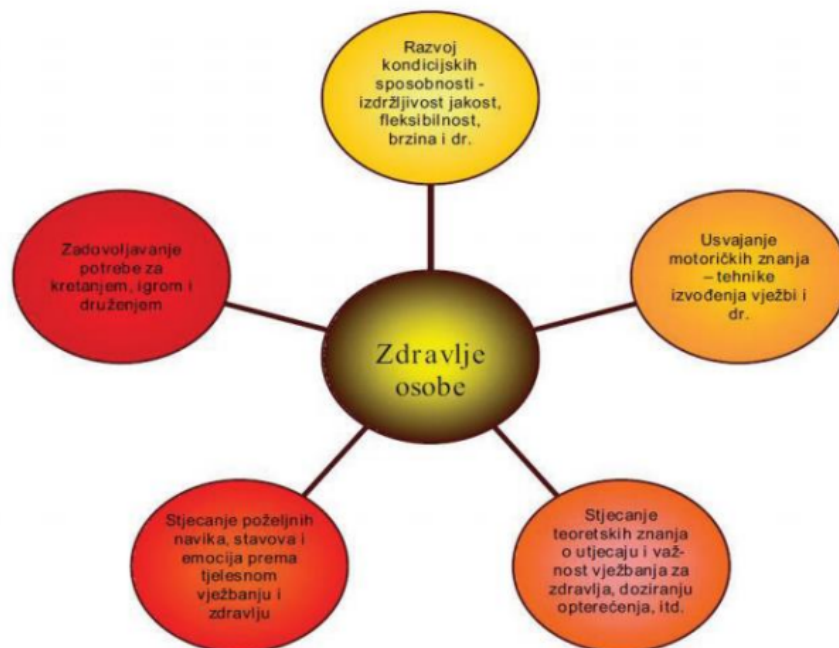 Razvoj
kondicijskih
sposobnosti -
izdržljivost jakost,
fleksibilnost,
brzina i dr.
Zadovoljavanje
potrebe za
kretanjem, igrom i
druženjem
Usvajanje
motoričkih znanja
– tehnike
izvođenja vježbi i
dr.
Zdravlje
osobe
Stjecanje poželjnih
navika, stavova i
emocija prema
tjelesnom
vježbanju i
zdravlju
Stjecanje
teoretskih znanja
o utjecaju i važ-
nost vježbanja za
zdravlja, doziranju
opterećenja, itd.